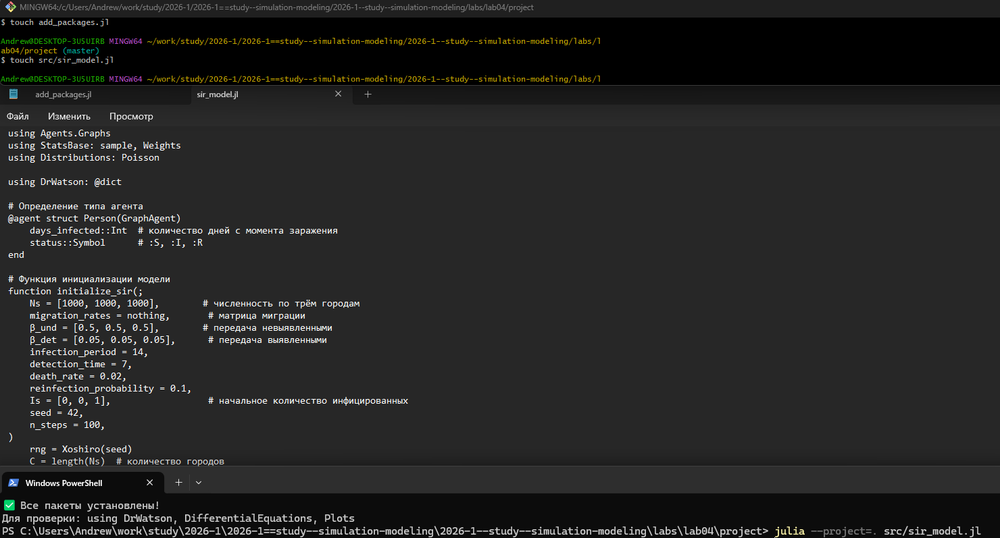 MINGW64:/c/Users/Andrew/work/study/2026-1/2026-1==study--simulation-modeling/2026-1--study--simulation-modeling/labs/lab04/project
$ touch add_packages.jl
Andrew@DESKTOP-3U5UIRB MINGW64 ~/work/study/2026-1/2026-1==study--simulation-modeling/2026-1--study--simulation-modeling/labs/l
ab04/project (master)
$ touch src/sir_model.jl
Andrew@DESKTOP-3U5UIRB MINGW64 ~/work/study/2026-1/2026-1==study--simulation-modeling/2026-1--study--simulation-modeling/labs/l
add_packages.jl sir_model.jl
Файл Изменить Просмотр
using Agents.Graphs
using StatsBase: sample, Weights
using Distributions: Poisson
using DrWatson: @dict
# Определение типа агента
@agent struct Person(GraphAgent)
days_infected::Int # количество дней с момента заражения
status::Symbol # :S, :I, :R
end
# Функция инициализации модели
function initialize_sir(;
Ns = [1000, 1000, 1000], # численность по трём городам
migration_rates = nothing, # матрица миграции
β_und = [0.5, 0.5, 0.5], # передача невыявленными
β_det = [0.05, 0.05, 0.05], # передача выявленными
infection_period = 14,
detection_time = 7,
death_rate = 0.02,
reinfection_probability = 0.1,
Is = [0, 0, 1], # начальное количество инфицированных
seed = 42,
n_steps = 100,
)
rng = Xoshiro(seed)
C = length(Ns) # количество городов
Windows PowerShell
Все пакеты установлены!
Для проверки: using DrWatson, DifferentialEquations, Plots
PS C:\Users\Andrew\work\study\2026-1\2026-1==study--simulation-modeling\2026-1--study--simulation-modeling\labs\lab04\project> julia --project=. src/sir_model.jl